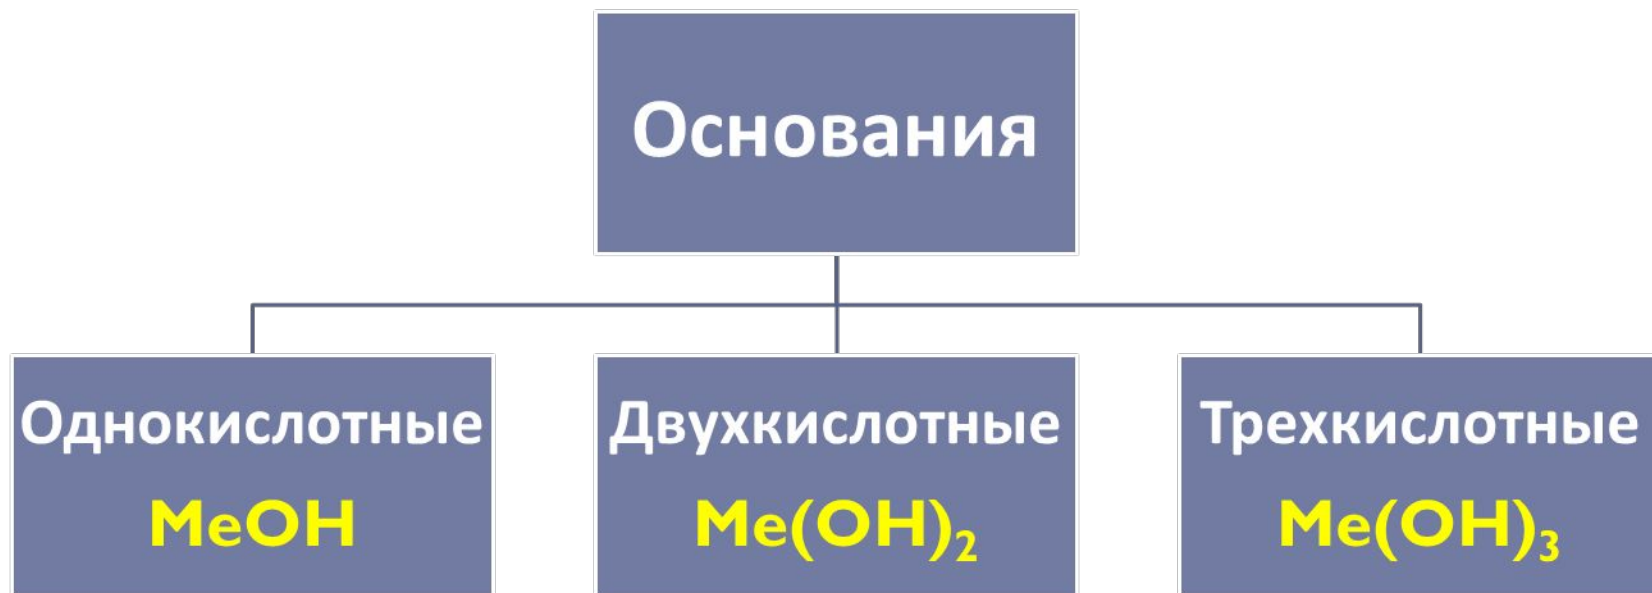 Основания
Однокислотные
MeOH
Двухкислотные
Me(OH)₂
Трехкислотные
Me(OH)₃